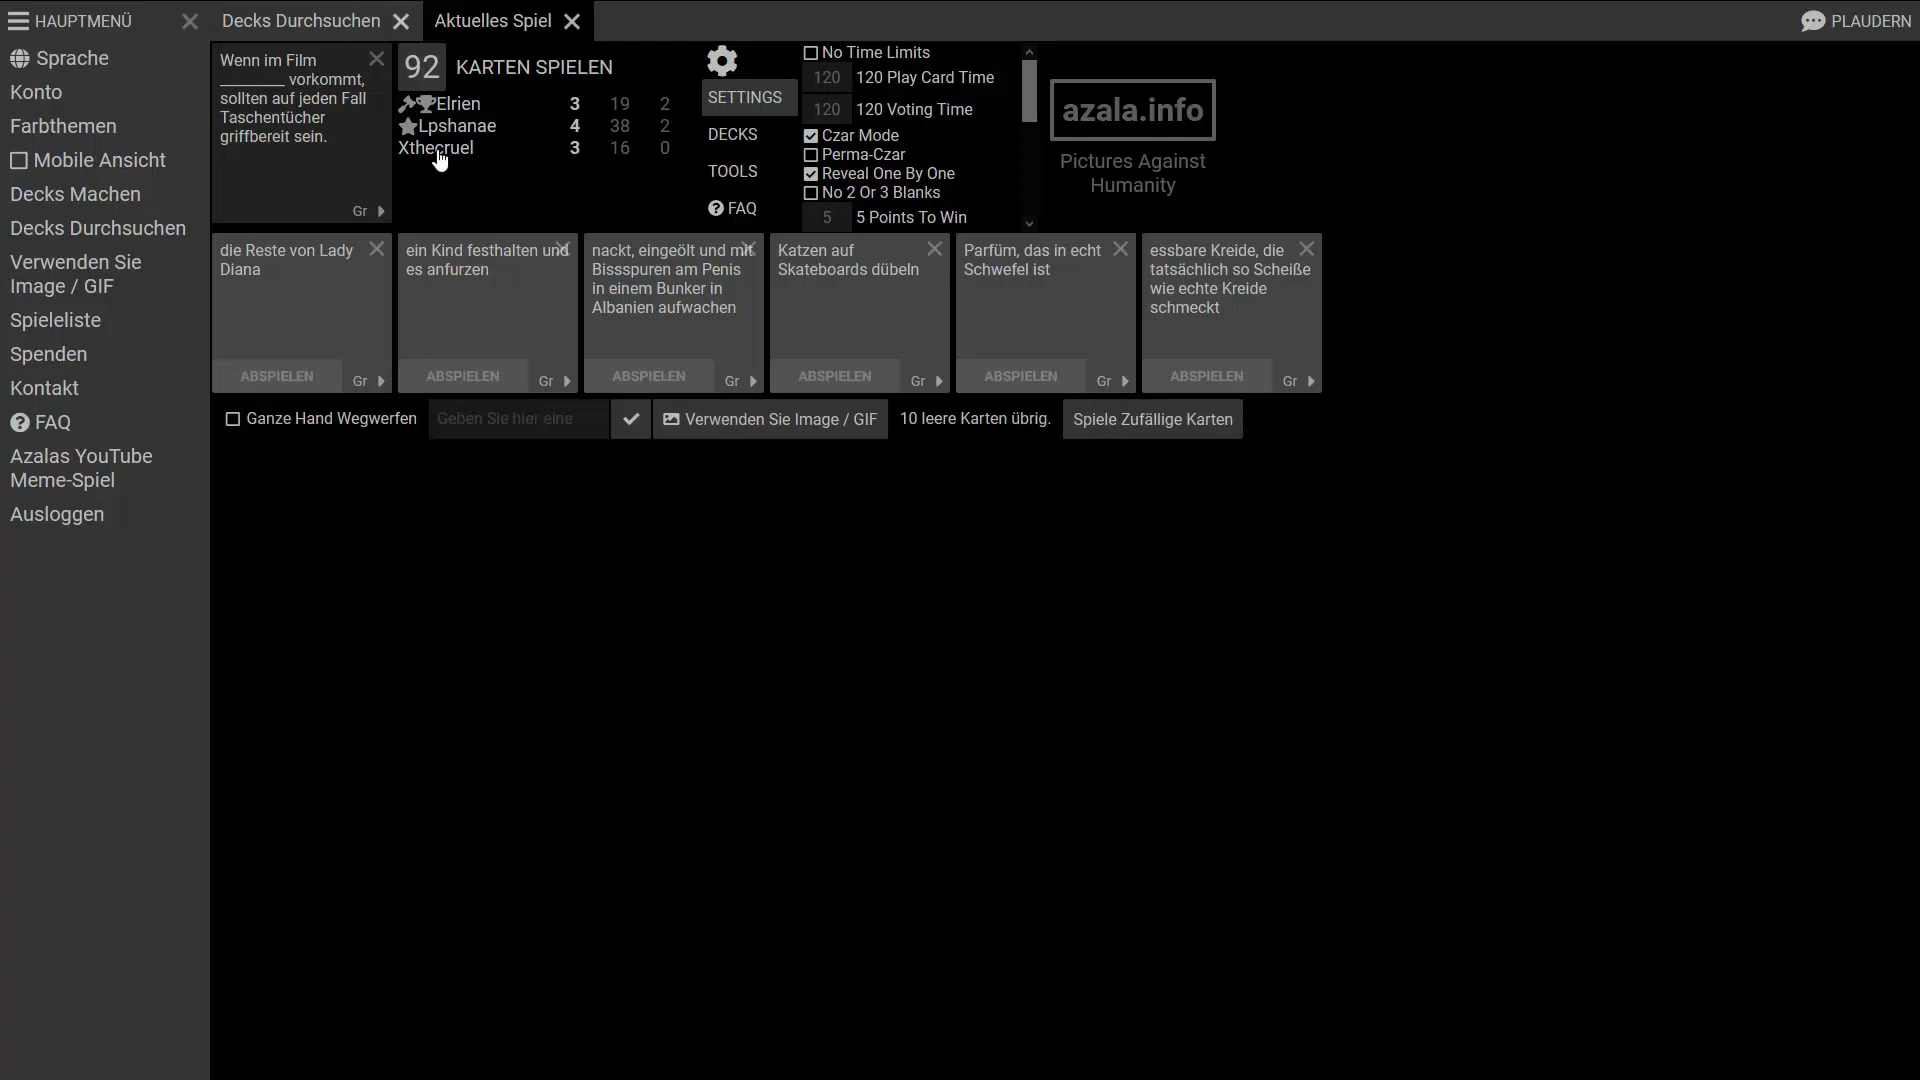 HAUPTMENÜ
Decks Durchsuchen
Aktuelles Spiel
PLAUDERN
Sprache
Konto
Farbthemen
Mobile Ansicht
Decks Machen
Decks Durchsuchen
Verwenden Sie
Image / GIF
Spieleliste
Spenden
Kontakt
FAQ
Azalas YouTube
Meme-Spiel
Ausloggen
Wenn im Film
________ vorkommt,
sollten auf jeden Fall
Taschentücher
griffbereit sein.
Gr
92 KARTEN SPIELEN
Elrien 3 19 2
Lpshanae 4 38 2
Xthecruel 3 16 0
SETTINGS
DECKS
TOOLS
FAQ
No Time Limits
120 120 Play Card Time
120 120 Voting Time
Czar Mode
Perma-Czar
Reveal One By One
No 2 Or 3 Blanks
5 5 Points To Win
azala.info
Pictures Against
Humanity
die Reste von Lady
Diana
ABSPIELEN Gr
ein Kind festhalten und
es anfurzen
ABSPIELEN Gr
nackt, eingeölt und mit
Bissspuren am Penis
in einem Bunker in
Albanien aufwachen
ABSPIELEN Gr
Katzen auf
Skateboards dübeln
ABSPIELEN Gr
Parfüm, das in echt
Schwefel ist
ABSPIELEN Gr
essbare Kreide, die
tatsächlich so Scheiße
wie echte Kreide
schmeckt
ABSPIELEN Gr
Ganze Hand Wegwerfen
Geben Sie hier eine
Verwenden Sie Image / GIF
10 leere Karten übrig.
Spiele Zufällige Karten